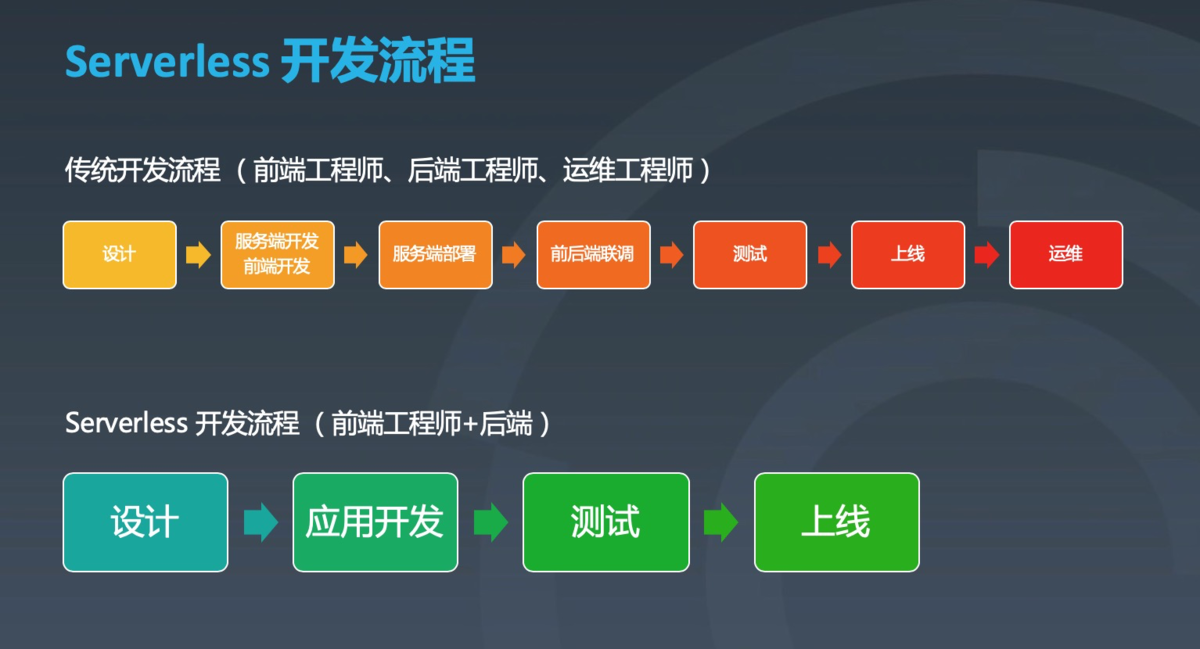 Serverless 开发流程
传统开发流程（前端工程师、后端工程师、运维工程师）
设计
服务端开发
前端开发
服务端部署
前后端联调
测试
上线
运维
Serverless 开发流程（前端工程师+后端）
设计
应用开发
测试
上线